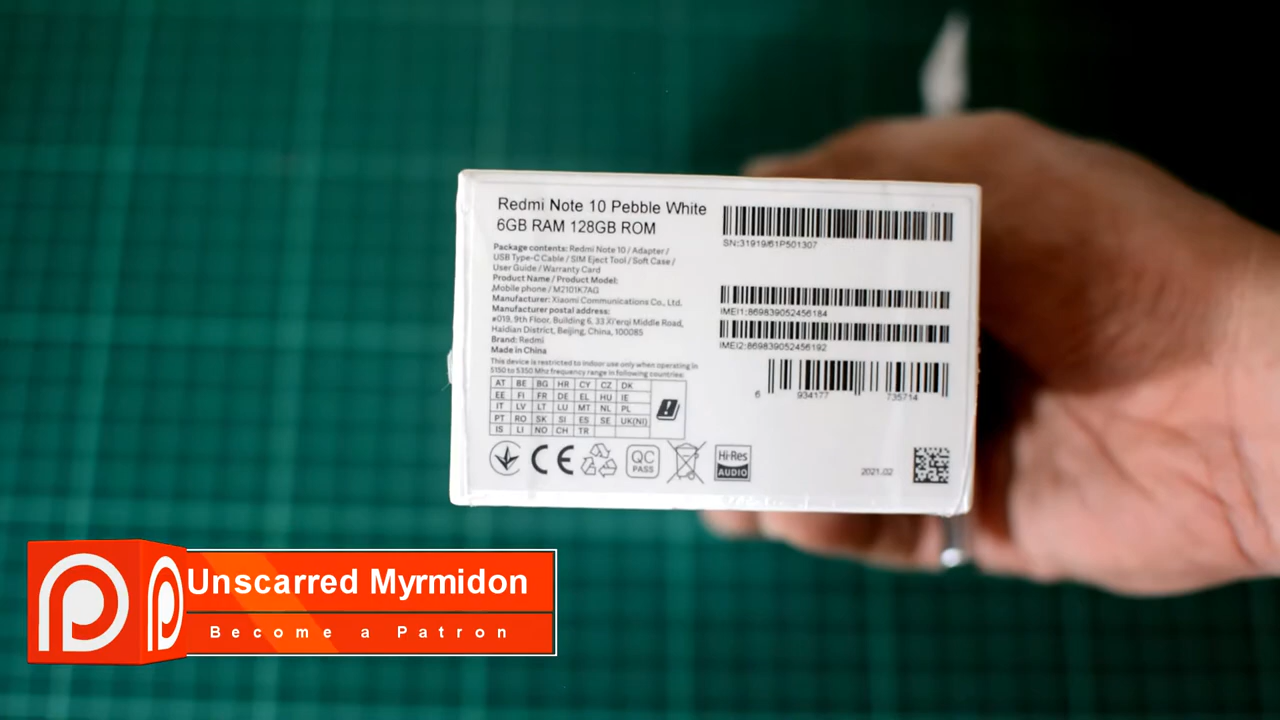 Redmi Note 10 Pebble White
6GB RAM 128GB ROM
Package contents: Redmi Note 10 / Adapter /
USB Type-C Cable / SIM Eject Tool / Soft Case /
User Guide / Warranty Card
Product Name / Product Model:
Mobile phone / M2101K7AG
Manufacturer: Xiaomi Communications Co., Ltd.
Manufacturer postal address:
#019, 9th Floor, Building 6, 33 Xi'erqi Middle Road,
Haidian District, Beijing, China, 100085
Brand: Redmi
Made in China
This device is restricted to indoor use only when operating in
5150 to 5350 Mhz frequency range in following countries:
AT BE BG HR CY CZ DK
EE FI FR DE EL HU IE
IT LV LT LU MT NL PL
PT RO SK SI ES SE UK(NI)
IS LI NO CH TR
CE
QC
PASS
Hi-Res
AUDIO
SN:31919/61P501307
IMEI1:869839052456184
IMEI2:869839052456192
6 934177 735714
2021.02
Unscarred Myrmidon
Become a Patron